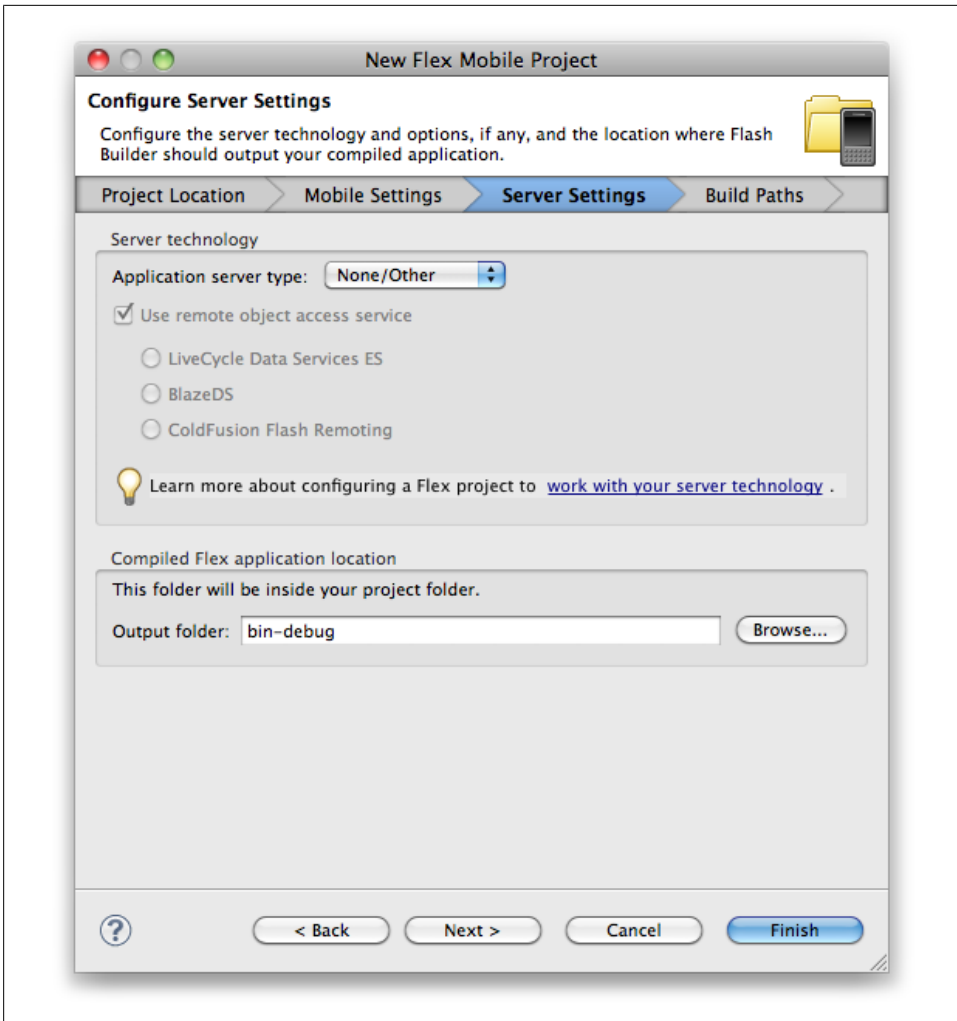 New Flex Mobile Project
Configure Server Settings
Configure the server technology and options, if any, and the location where Flash
Builder should output your compiled application.
Project Location
Mobile Settings
Server Settings
Build Paths
Server technology
Application server type: None/Other
Use remote object access service
LiveCycle Data Services ES
BlazeDS
ColdFusion Flash Remoting
Learn more about configuring a Flex project to work with your server technology .
Compiled Flex application location
This folder will be inside your project folder.
Output folder: bin-debug Browse...
? < Back Next > Cancel Finish